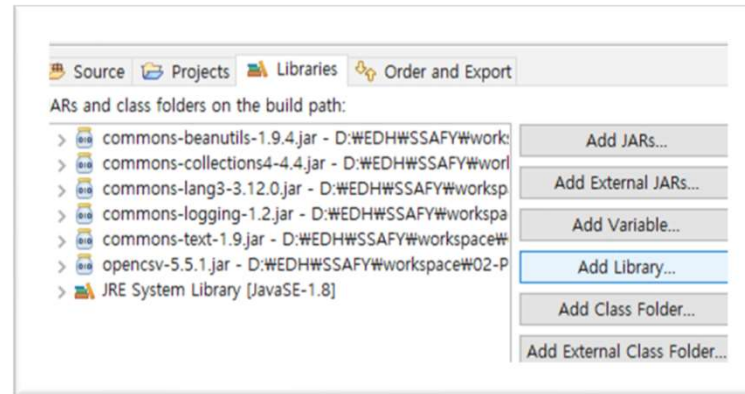 Source Projects Libraries Order and Export
ARs and class folders on the build path:
commons-beanutils-1.9.4.jar - D:₩EDH₩SSAFY₩works
commons-collections4-4.4.jar - D:₩EDH₩SSAFY₩worl
commons-lang3-3.12.0.jar - D:₩EDH₩SSAFY₩worksp
commons-logging-1.2.jar - D:₩EDH₩SSAFY₩workspa
commons-text-1.9.jar - D:₩EDH₩SSAFY₩workspace₩
opencsv-5.5.1.jar - D:₩EDH₩SSAFY₩workspace₩02-P
JRE System Library [JavaSE-1.8]
Add JARs...
Add External JARs...
Add Variable...
Add Library...
Add Class Folder...
Add External Class Folder...